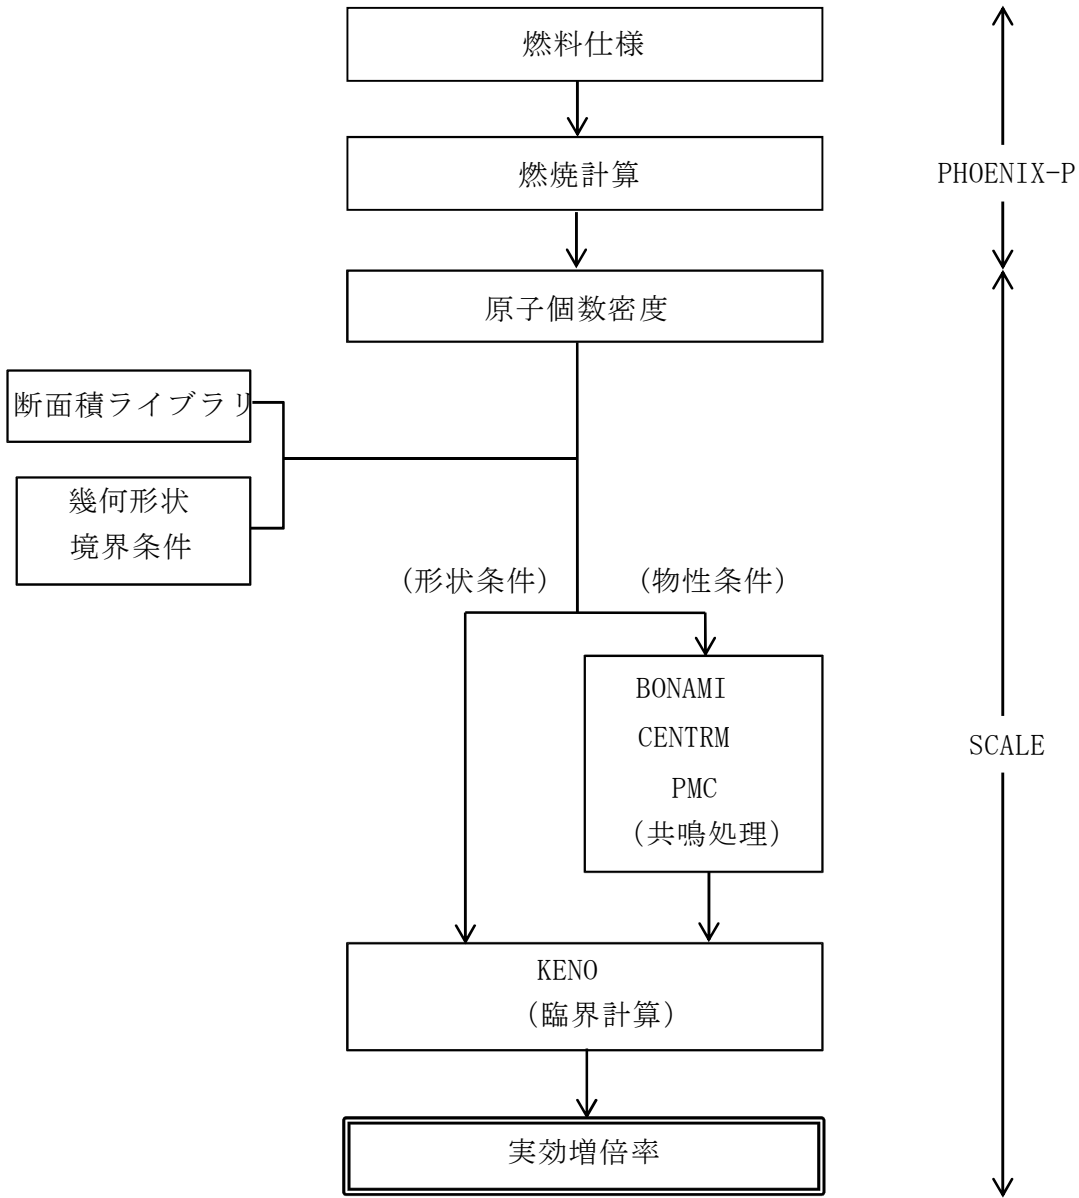 燃料仕様
燃焼計算
PHOENIX-P
原子個数密度
断面積ライブラリ
幾何形状
境界条件
(形状条件)
(物性条件)
BONAMI
CENTRM
PMC
(共鳴処理)
SCALE
KENO
(臨界計算)
実効増倍率